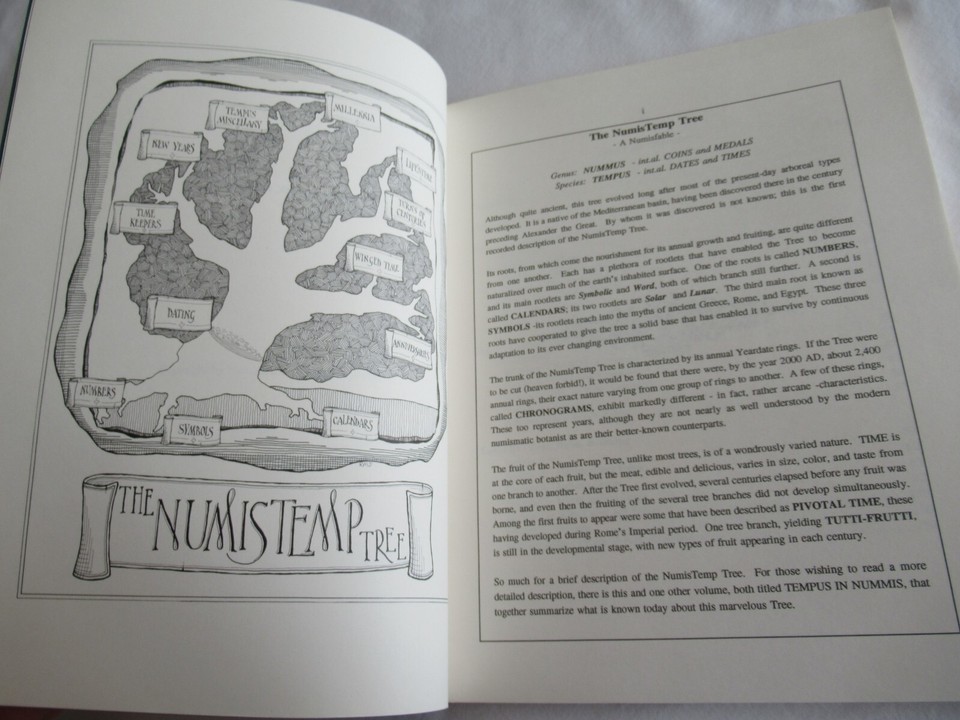 TEMPUS
MISCELLANY
MILLENNIA
NEW YEARS
LIFETIME
TIME
KEEPERS
TURN OF
CENTURIES
WINGED TIME
DATING
ANNIVERSARIES
NUMBERS
SYMBOLS
CALENDARS
THE NUMISTEMP TREE
i
The NumisTemp Tree
- A Numisfable -
Genus: NUMMUS - int.al. COINS and MEDALS
Species: TEMPUS - int.al. DATES and TIMES
Although quite ancient, this tree evolved long after most of the present-day arboreal types
developed. It is a native of the Mediterranean basin, having been discovered there in the century
preceding Alexander the Great. By whom it was discovered is not known; this is the first
recorded description of the NumisTemp Tree.
Its roots, from which come the nourishment for its annual growth and fruiting, are quite different
from one another. Each has a plethora of rootlets that have enabled the Tree to become
naturalized over much of the earth's inhabited surface. One of the roots is called NUMBERS,
and its main rootlets are Symbolic and Word, both of which branch still further. A second is
called CALENDARS; its two rootlets are Solar and Lunar. The third main root is known as
SYMBOLS -its rootlets reach into the myths of ancient Greece, Rome, and Egypt. These three
roots have cooperated to give the tree a solid base that has enabled it to survive by continuous
adaptation to its ever changing environment.
The trunk of the NumisTemp Tree is characterized by its annual Yeardate rings. If the Tree were
to be cut (heaven forbid!), it would be found that there were, by the year 2000 AD, about 2,400
annual rings, their exact nature varying from one group of rings to another. A few of these rings,
called CHRONOGRAMS, exhibit markedly different - in fact, rather arcane -characteristics.
These too represent years, although they are not nearly as well understood by the modern
numismatic botanist as are their better-known counterparts.
The fruit of the NumisTemp Tree, unlike most trees, is of a wondrously varied nature. TIME is
at the core of each fruit, but the meat, edible and delicious, varies in size, color, and taste from
one branch to another. After the Tree first evolved, several centuries elapsed before any fruit was
borne, and even then the fruiting of the several tree branches did not develop simultaneously.
Among the first fruits to appear were some that have been described as PIVOTAL TIME, these
having developed during Rome's Imperial period. One tree branch, yielding TUTTI-FRUTTI,
is still in the developmental stage, with new types of fruit appearing in each century.
So much for a brief description of the NumisTemp Tree. For those wishing to read a more
detailed description, there is this and one other volume, both titled TEMPUS IN NUMMIS, that
together summarize what is known today about this marvelous Tree.